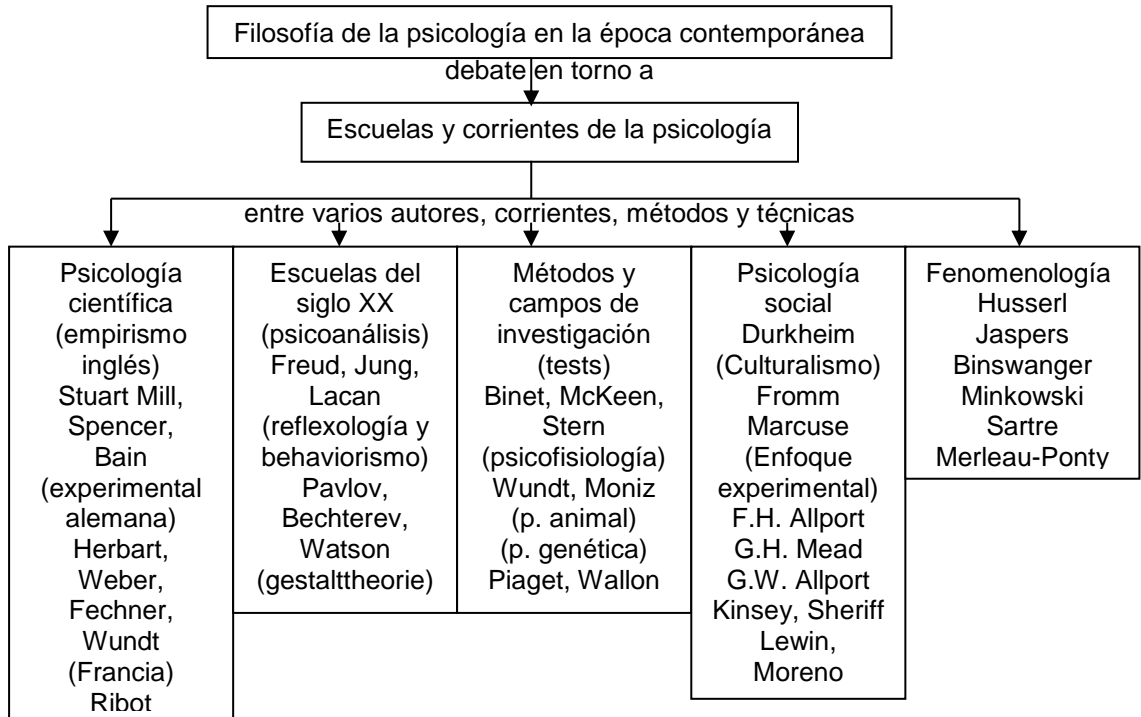 Filosofía de la psicología en la época contemporánea
debate en torno a
Escuelas y corrientes de la psicología
entre varios autores, corrientes, métodos y técnicas
Psicología
científica
(empirismo
inglés)
Stuart Mill,
Spencer,
Bain
(experimental
alemana)
Herbart,
Weber,
Fechner,
Wundt
(Francia)
Ribot
Escuelas del
siglo XX
(psicoanálisis)
Freud, Jung,
Lacan
(reflexología y
behaviorismo)
Pavlov,
Bechterev,
Watson
(gestalttheorie)
Métodos y
campos de
investigación
(tests)
Binet, McKeen,
Stern
(psicofisiología)
Wundt, Moniz
(p. animal)
(p. genética)
Piaget, Wallon
Psicología
social
Durkheim
(Culturalismo)
Fromm
Marcuse
(Enfoque
experimental)
F.H. Allport
G.H. Mead
G.W. Allport
Kinsey, Sheriff
Lewin,
Moreno
Fenomenología
Husserl
Jaspers
Binswanger
Minkowski
Sartre
Merleau-Ponty